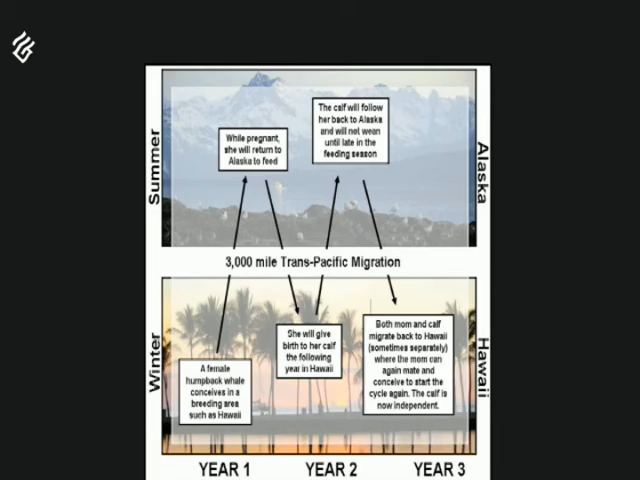 Summer
Alaska
While pregnant,
she will return to
Alaska to feed
The calf will follow
her back to Alaska
and will not wean
until late in the
feeding season
3,000 mile Trans-Pacific Migration
Winter
Hawaii
A female
humpback whale
conceives in a
breeding area
such as Hawaii
She will give
birth to her calf
the following
year in Hawaii
Both mom and calf
migrate back to Hawaii
(sometimes separately)
where the mom can
again mate and
conceive to start the
cycle again. The calf is
now independent.
YEAR 1
YEAR 2
YEAR 3